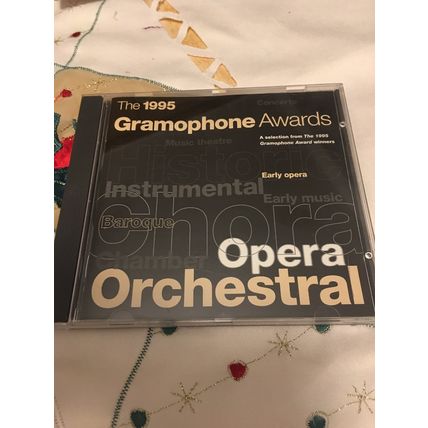 The 1995
Concerto
Gramophone Awards
A selection from The 1995
Gramophone Award winners
Music theatre
Historic
Early opera
Instrumental
Early music
Choral
Baroque
Chamber
Opera
Orchestral